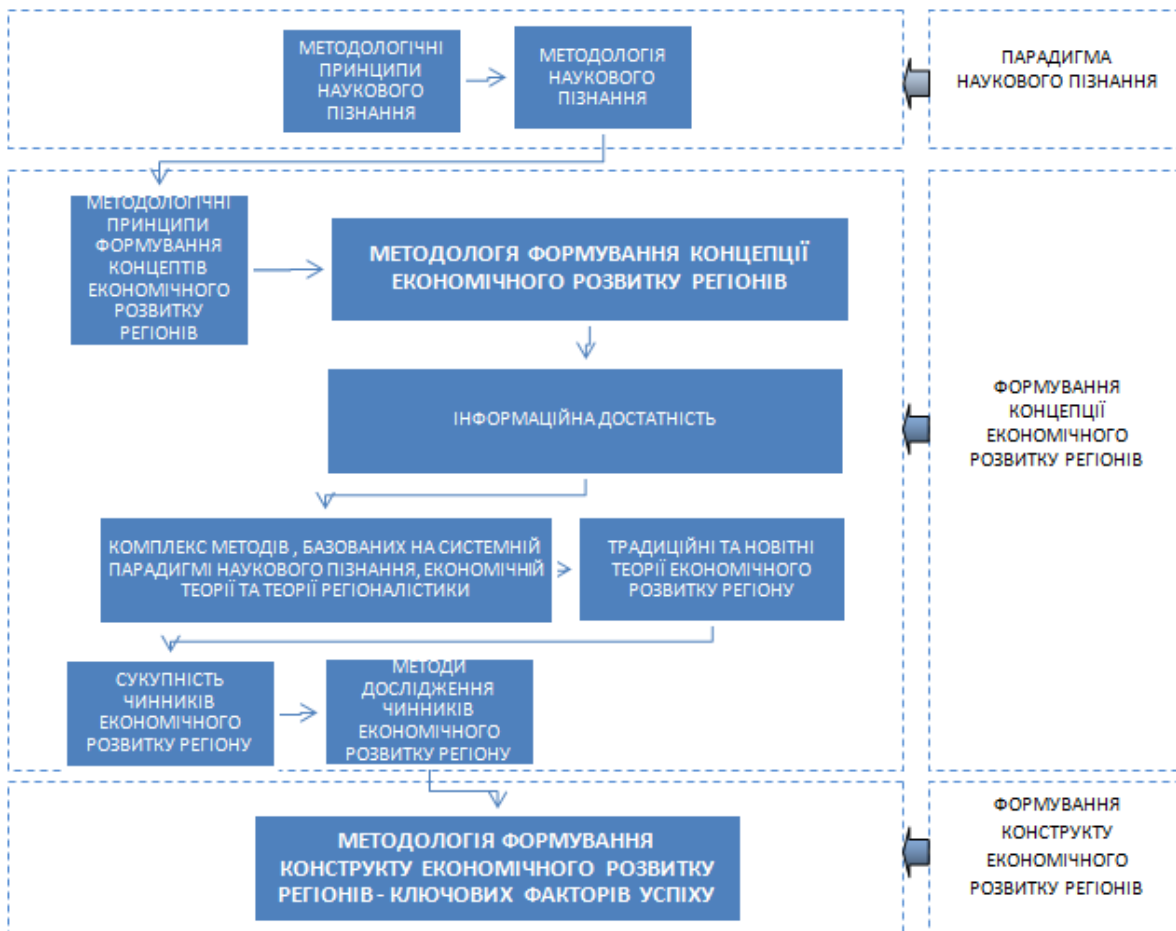 МЕТОДОЛОГІЧНІ
ПРИНЦИПИ
НАУКОВОГО
ПІЗНАННЯ
МЕТОДОЛОГІЯ
НАУКОВОГО
ПІЗНАННЯ
ПАРАДИГМА
НАУКОВОГО ПІЗНАННЯ
МЕТОДОЛОГІЧНІ
ПРИНЦИПИ
ФОРМУВАННЯ
КОНЦЕПТІВ
ЕКОНОМІЧНОГО
РОЗВИТКУ
РЕГІОНІВ
МЕТОДОЛОГІЯ ФОРМУВАННЯ КОНЦЕПЦІЇ
ЕКОНОМІЧНОГО РОЗВИТКУ РЕГІОНІВ
ІНФОРМАЦІЙНА ДОСТАТНІСТЬ
ФОРМУВАННЯ
КОНЦЕПЦІЇ
ЕКОНОМІЧНОГО
РОЗВИТКУ РЕГІОНІВ
КОМПЛЕКС МЕТОДІВ , БАЗОВАНИХ НА СИСТЕМНІЙ
ПАРАДИГМІ НАУКОВОГО ПІЗНАННЯ, ЕКОНОМІЧНІЙ
ТЕОРІЇ ТА ТЕОРІЇ РЕГІОНАЛІСТИКИ
ТРАДИЦІЙНІ ТА НОВІТНІ
ТЕОРІЇ ЕКОНОМІЧНОГО
РОЗВИТКУ РЕГІОНУ
СУКУПНІСТЬ
ЧИННИКІВ
ЕКОНОМІЧНОГО
РОЗВИТКУ РЕГІОНУ
МЕТОДИ
ДОСЛІДЖЕННЯ
ЧИННИКІВ
ЕКОНОМІЧНОГО
РОЗВИТКУ РЕГІОНУ
МЕТОДОЛОГІЯ ФОРМУВАННЯ
КОНСТРУКТУ ЕКОНОМІЧНОГО РОЗВИТКУ
РЕГІОНІВ - КЛЮЧОВИХ ФАКТОРІВ УСПІХУ
ФОРМУВАННЯ
КОНСТРУКТУ
ЕКОНОМІЧНОГО
РОЗВИТКУ РЕГІОНІВ